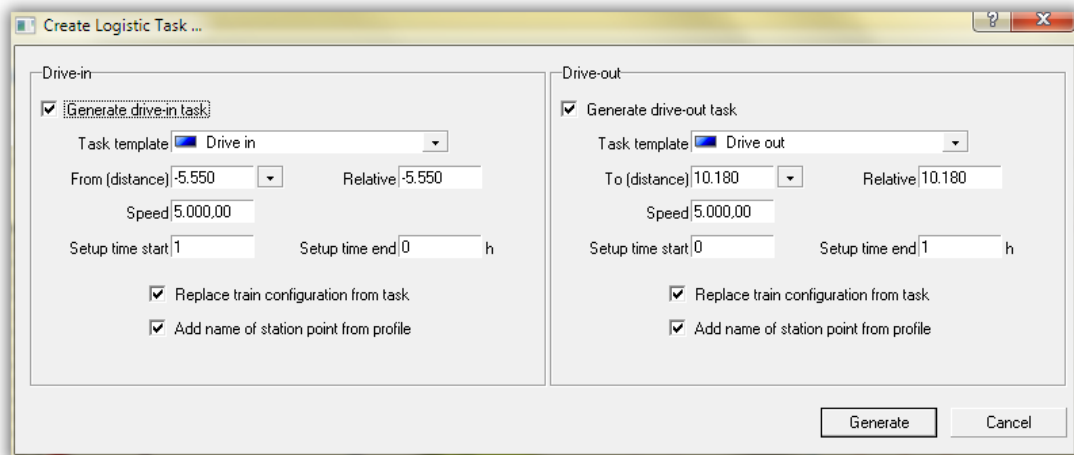 Create Logistic Task ...
?
X
Drive-in
Generate drive-in task
Task template Drive in
From (distance) -5.550 Relative -5.550
Speed 5.000,00
Setup time start 1 Setup time end 0 h
Replace train configuration from task
Add name of station point from profile
Drive-out
Generate drive-out task
Task template Drive out
To (distance) 10.180 Relative 10.180
Speed 5.000,00
Setup time start 0 Setup time end 1 h
Replace train configuration from task
Add name of station point from profile
Generate Cancel